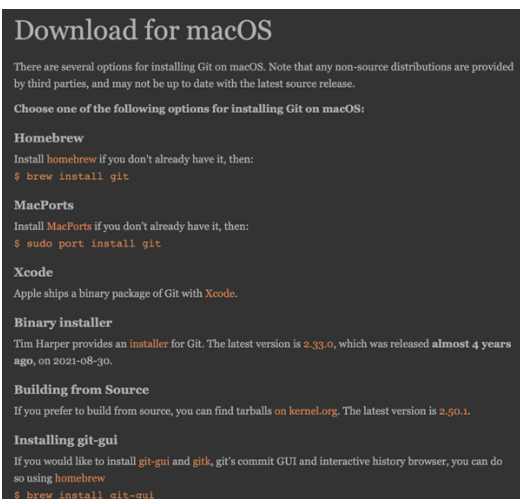 Download for macOS
There are several options for installing Git on macOS. Note that any non-source distributions are provided
by third parties, and may not be up to date with the latest source release.
Choose one of the following options for installing Git on macOS:
Homebrew
Install homebrew if you don't already have it, then:
$ brew install git
MacPorts
Install MacPorts if you don't already have it, then:
$ sudo port install git
Xcode
Apple ships a binary package of Git with Xcode.
Binary installer
Tim Harper provides an installer for Git. The latest version is 2.33.0, which was released almost 4 years
ago, on 2021-08-30.
Building from Source
If you prefer to build from source, you can find tarballs on kernel.org. The latest version is 2.50.1.
Installing git-gui
If you would like to install git-gui and gitk, git's commit GUI and interactive history browser, you can do
so using homebrew
$ brew install git-gui